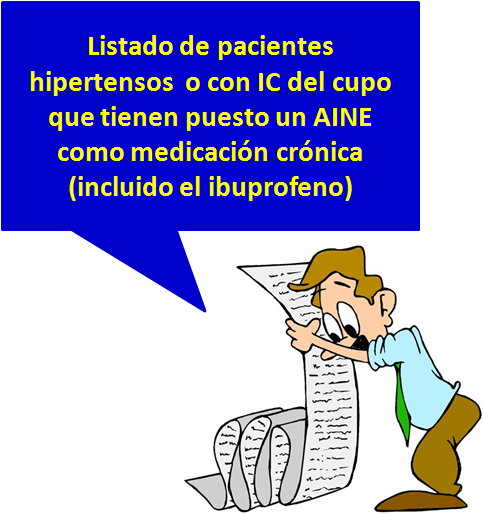 Listado de pacientes
hipertensos o con IC del cupo
que tienen puesto un AINE
como medicación crónica
(incluido el ibuprofeno)